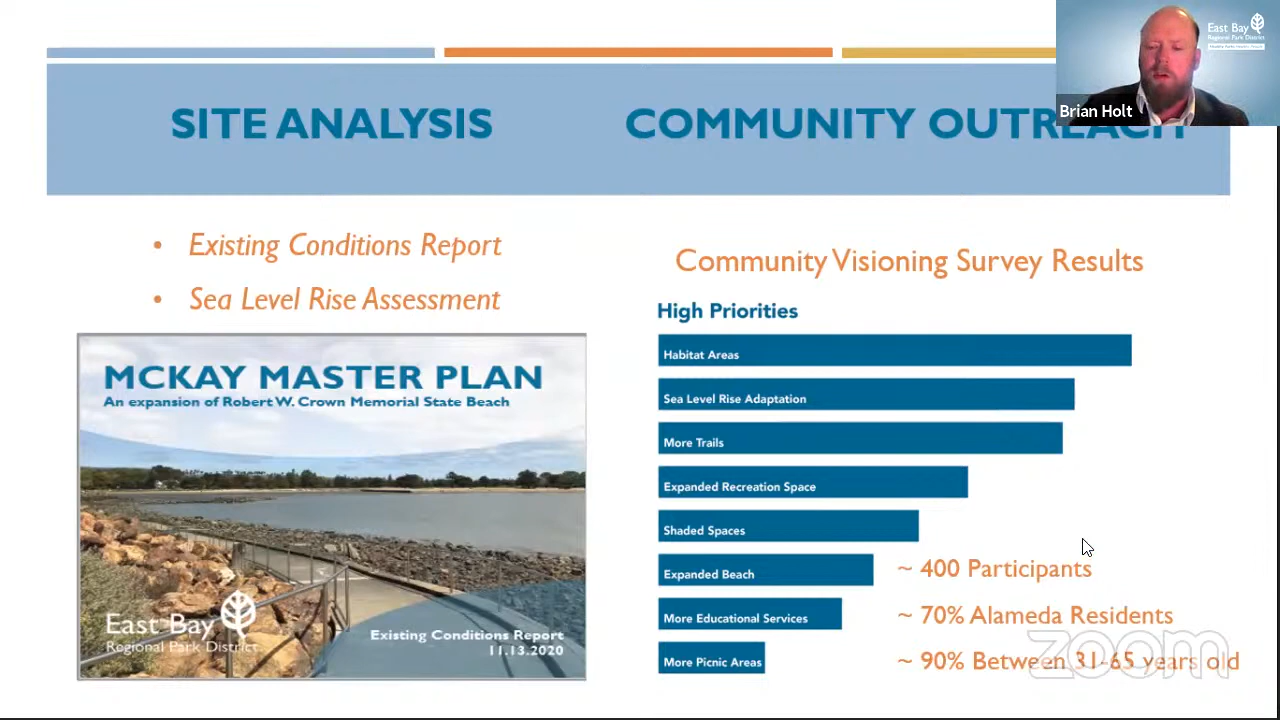 SITE ANALYSIS
COMMUNITY OUTREACH
East Bay
Regional Park District
Brian Holt
• Existing Conditions Report
• Sea Level Rise Assessment
MCKAY MASTER PLAN
An expansion of Robert W. Crown Memorial State Beach
East Bay
Regional Park District
Existing Conditions Report
11.13.2020
Community Visioning Survey Results
High Priorities
Habitat Areas
Sea Level Rise Adaptation
More Trails
Expanded Recreation Space
Shaded Spaces
Expanded Beach
More Educational Services
More Picnic Areas
~ 400 Participants
~ 70% Alameda Residents
~ 90% Between 31-65 years old
zoom